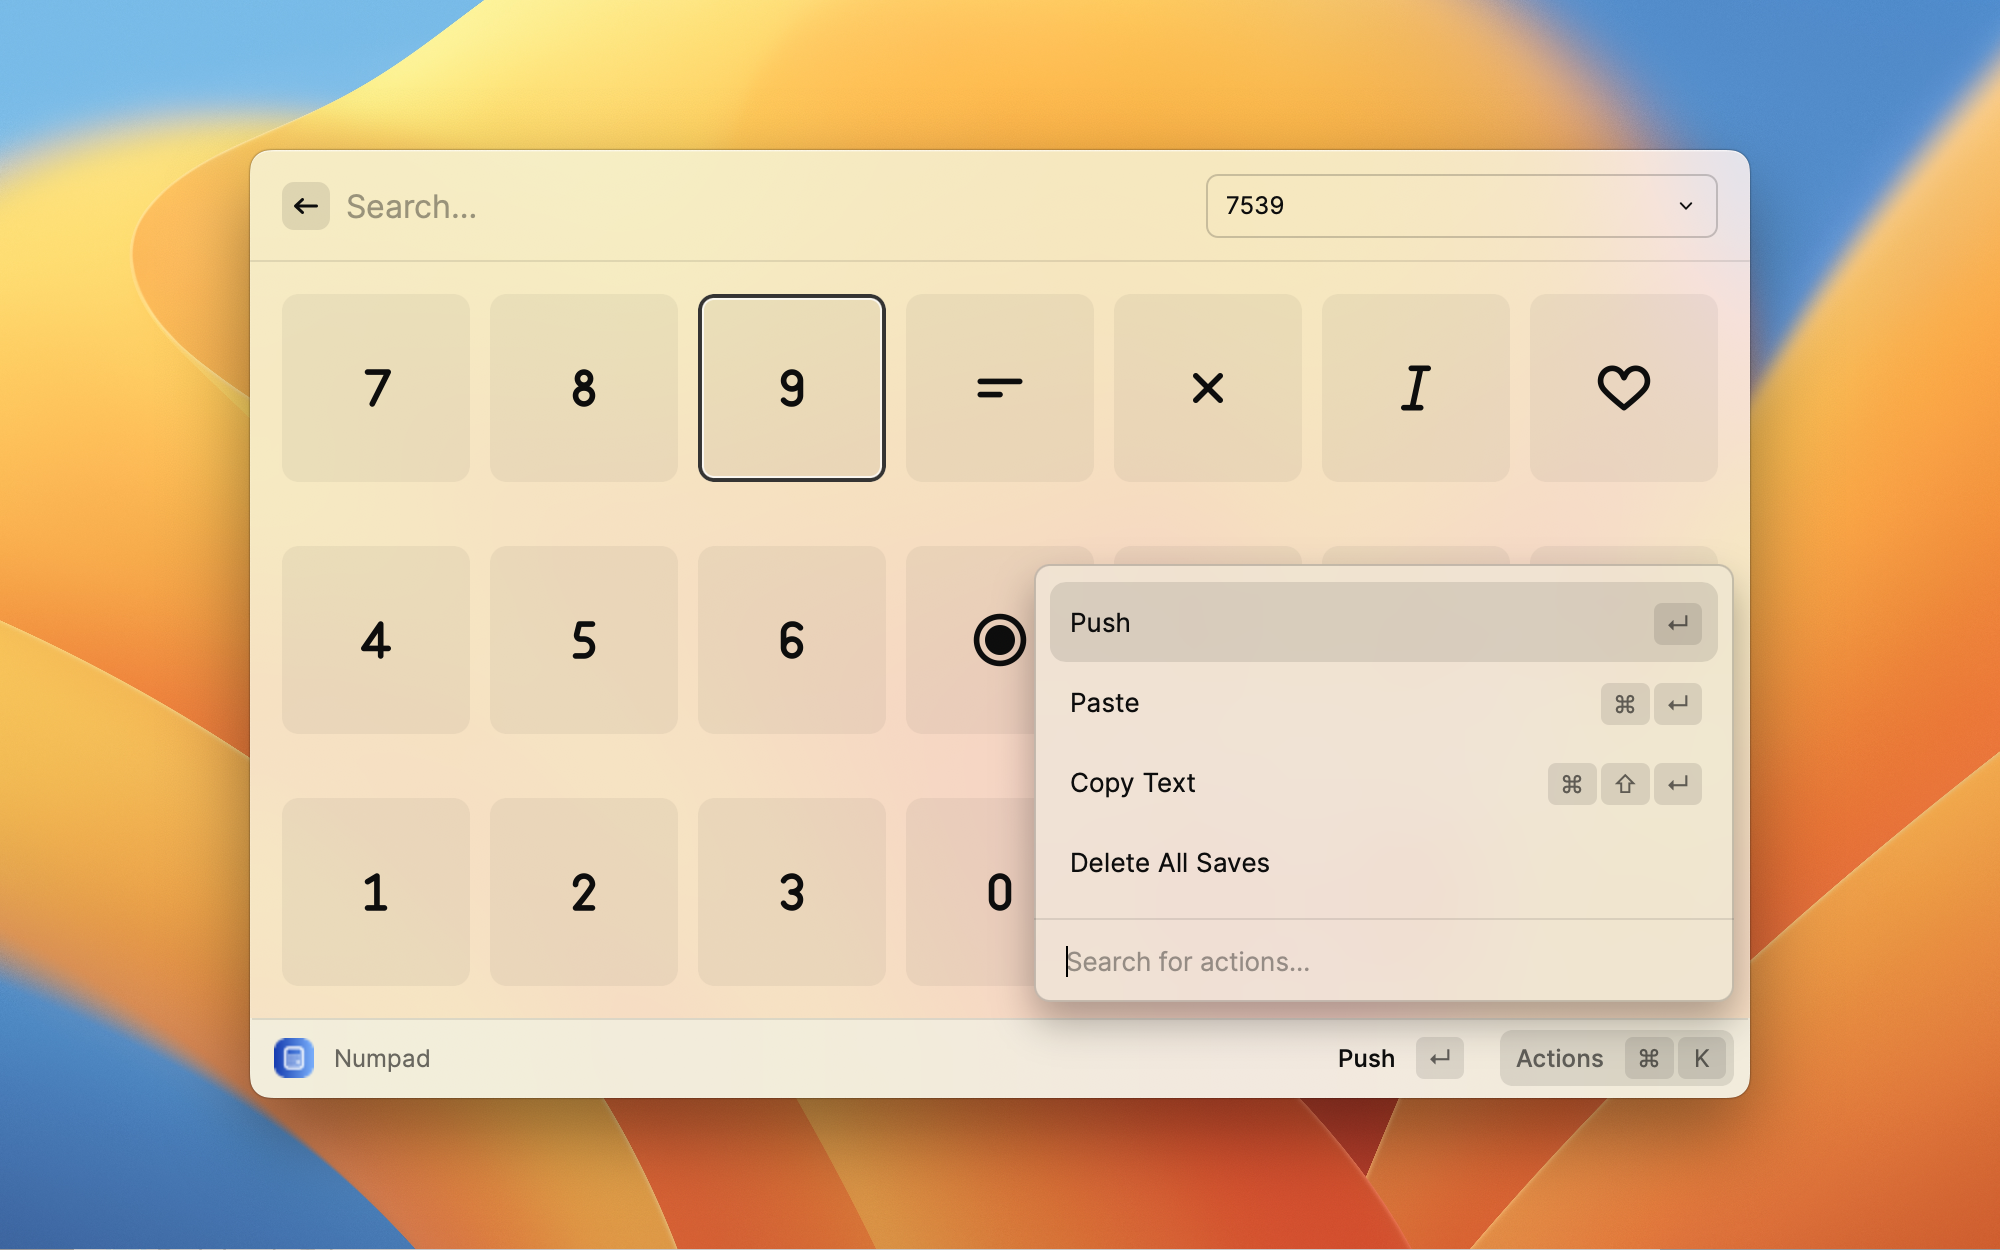 Search...
7539
7
8
9
=
×
I
4
5
6
1
2
3
0
Push
Paste
⌘
Copy Text
⌘
Delete All Saves
Search for actions...
Numpad
Push
Actions ⌘ K